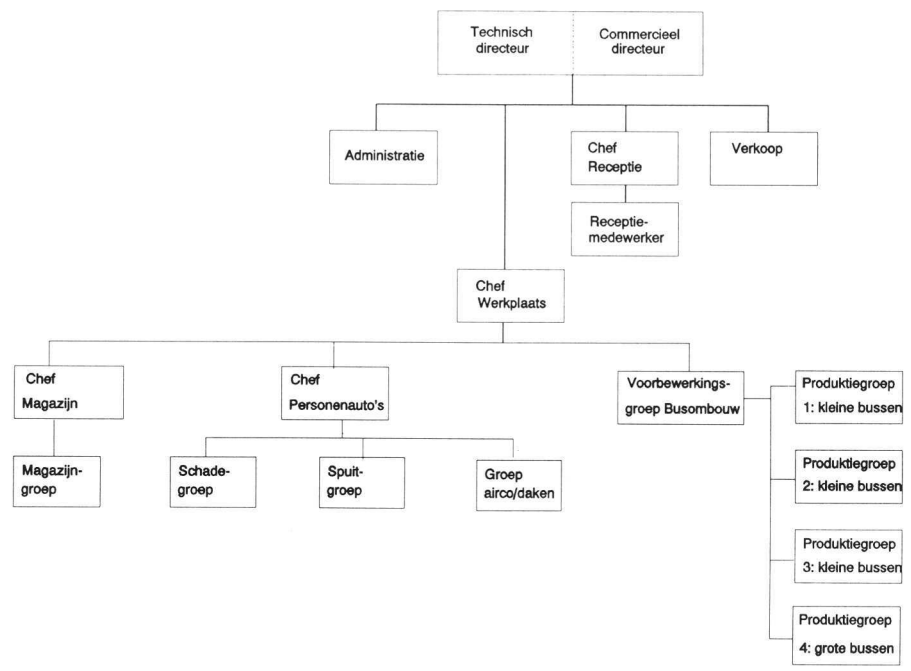 Technisch
directeur
Commercieel
directeur
Administratie
Chef
Receptie
Verkoop
Receptie-
medewerker
Chef
Werkplaats
Chef
Magazijn
Chef
Personenauto's
Voorbewerkings-
groep Busombouw
Produktiegroep
1: kleine bussen
Magazijn-
groep
Schade-
groep
Spuit-
groep
Groep
airco/daken
Produktiegroep
2: kleine bussen
Produktiegroep
3: kleine bussen
Produktiegroep
4: grote bussen